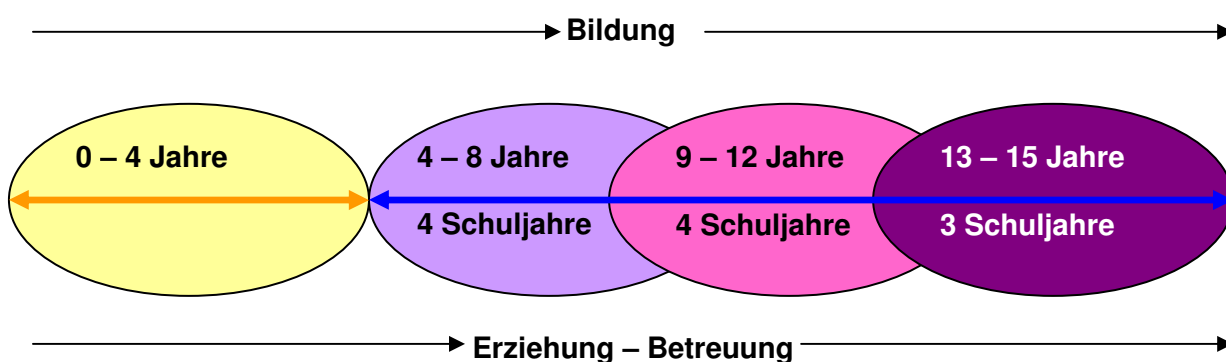 Bildung
0 – 4 Jahre
4 – 8 Jahre
4 Schuljahre
9 – 12 Jahre
4 Schuljahre
13 – 15 Jahre
3 Schuljahre
Erziehung – Betreuung